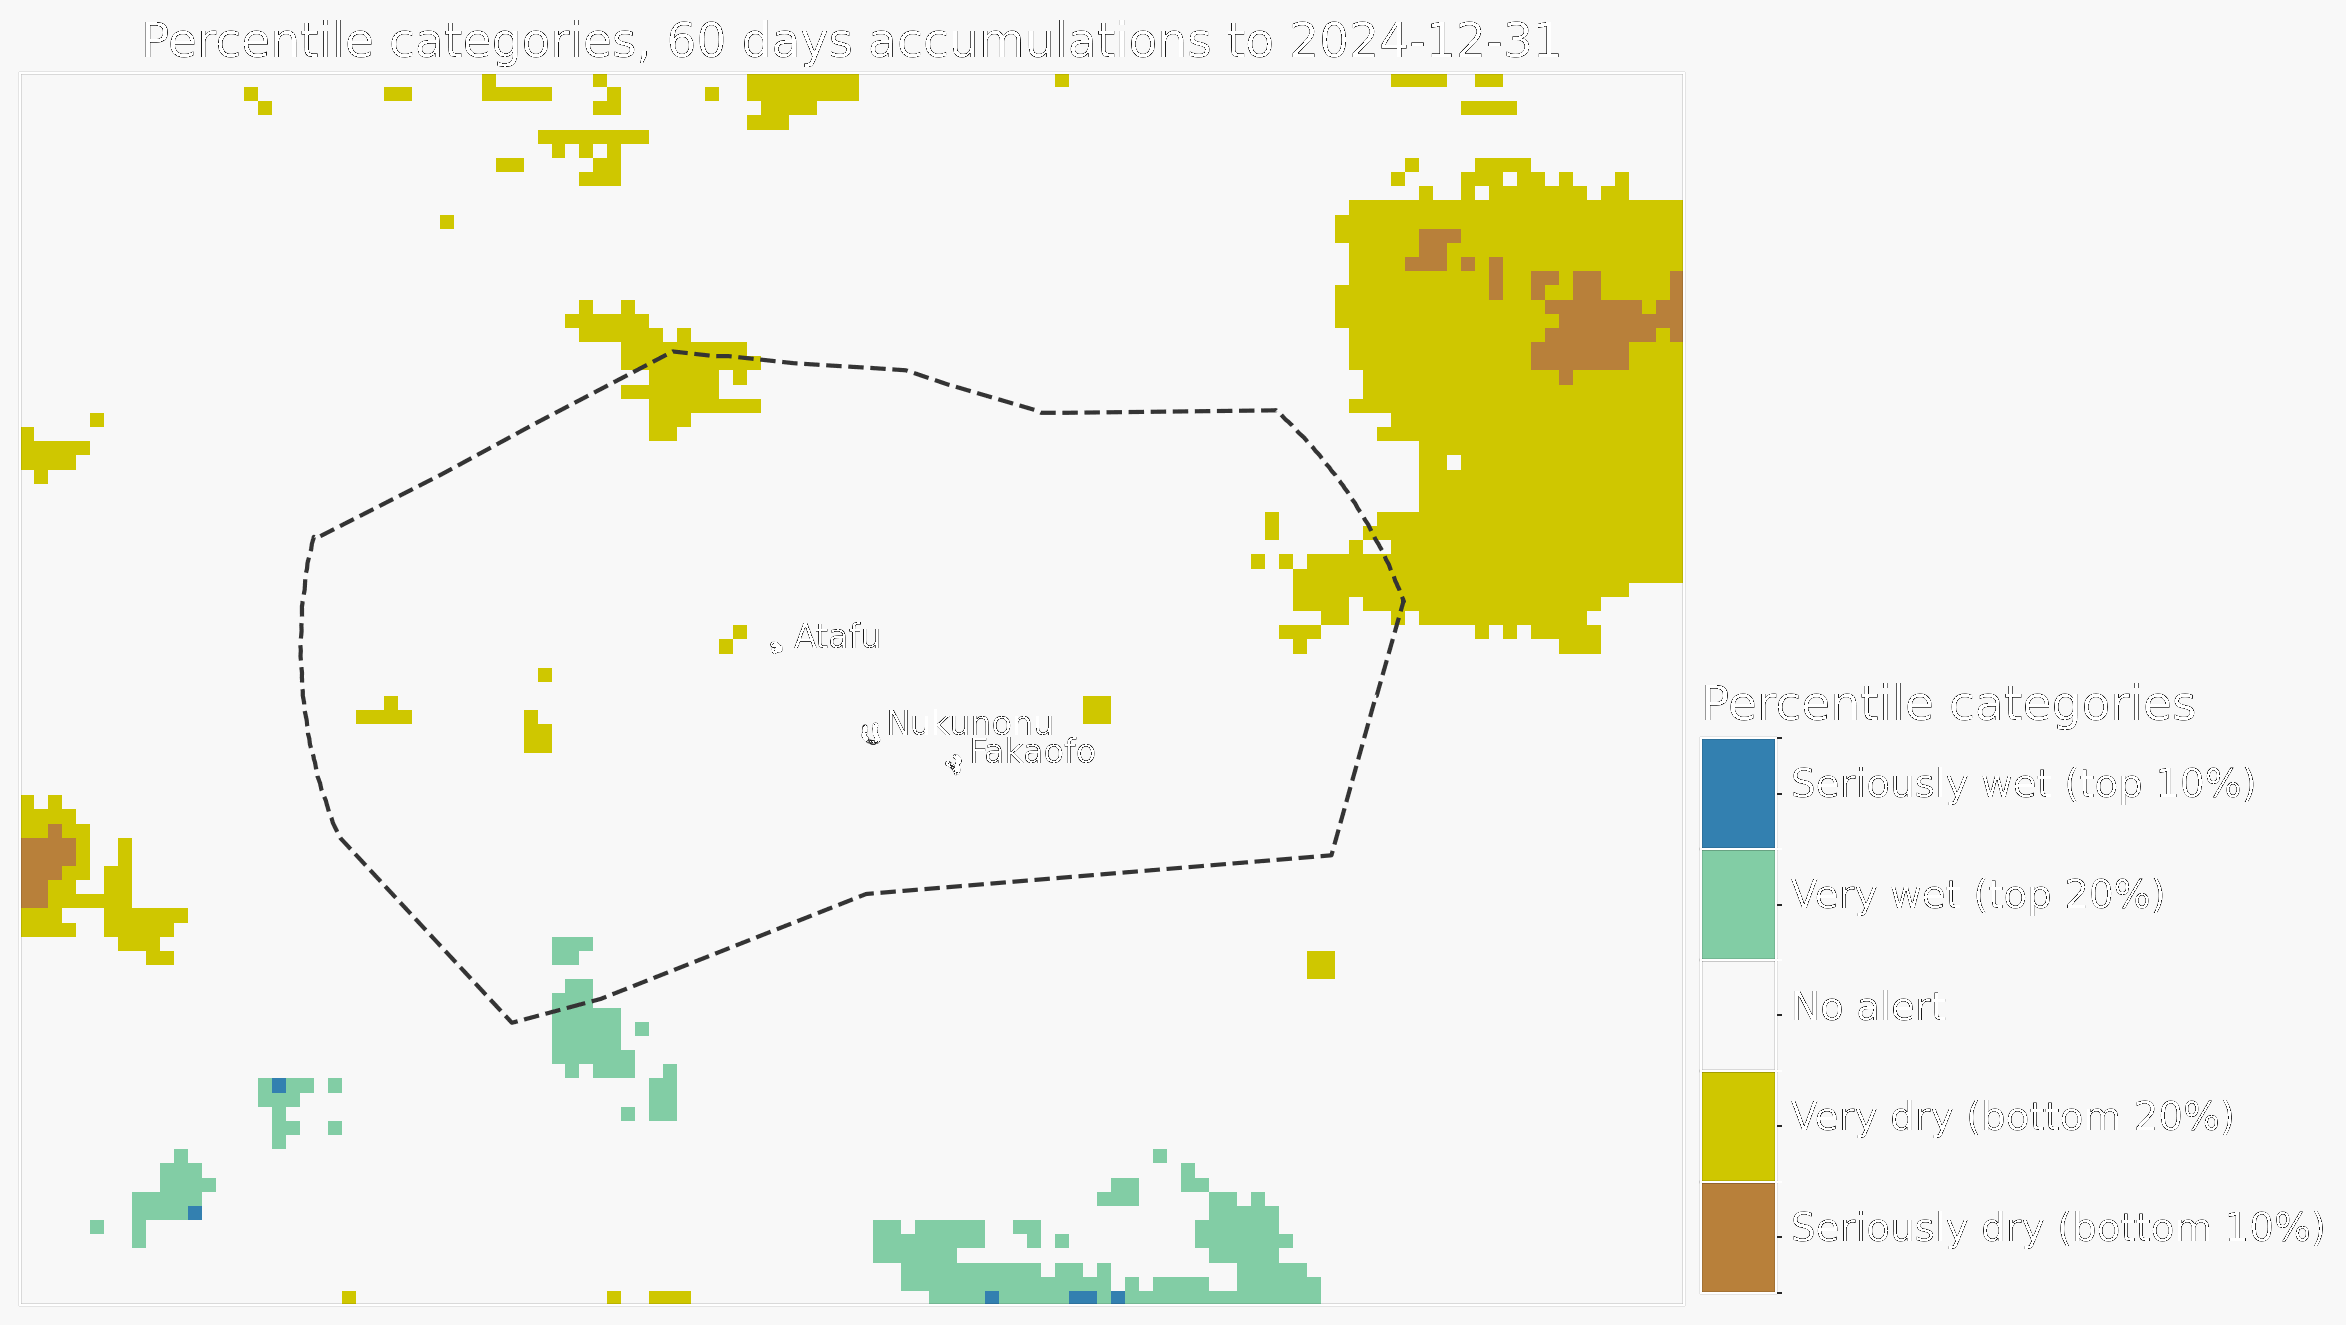 Percentile categories, 60 days accumulations to 2024-12-31
Atafu
Nukunonu
Fakaofo
Percentile categories
Seriously wet (top 10%)
Very wet (top 20%)
No alert
Very dry (bottom 20%)
Seriously dry (bottom 10%)